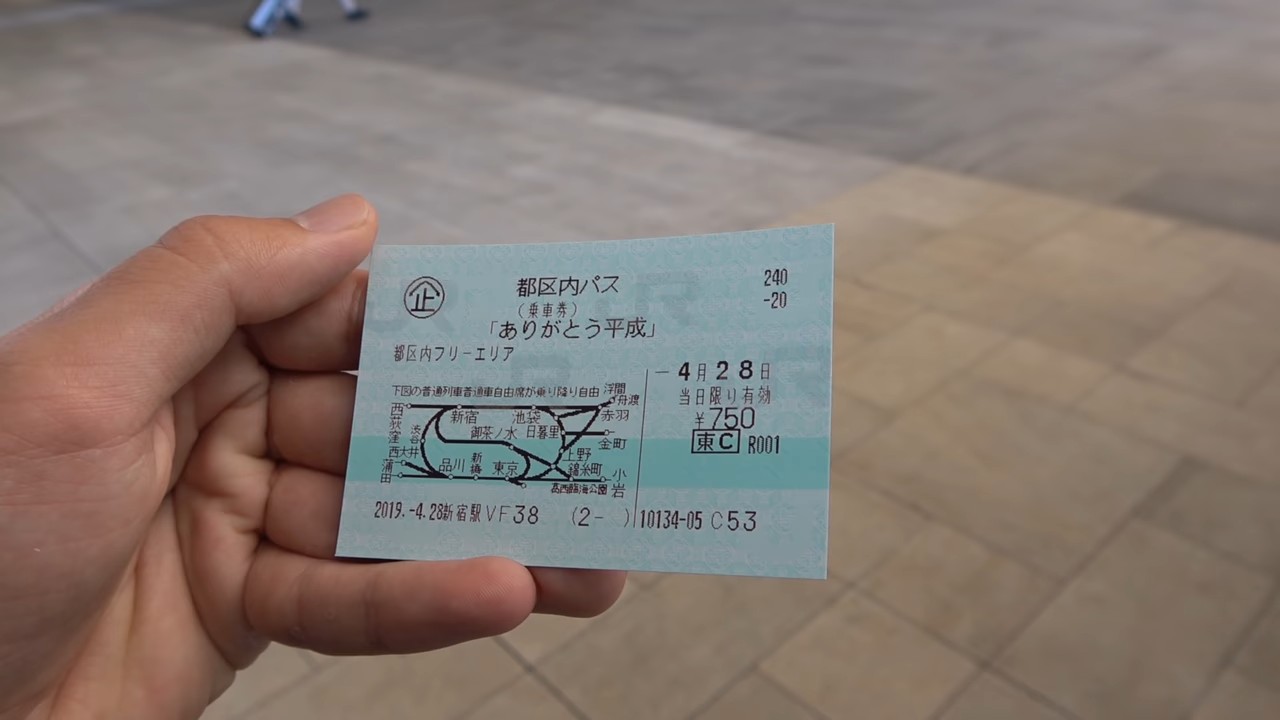 企
都区内パス
240
-20
(乗車券)
「ありがとう平成」
都区内フリーエリア
-4月28日
当日限り有効
¥750
東C R001
下図の普通列車普通車自由席が乗り降り自由
浮間
舟渡
西
荻
窪
渋
谷
新宿
池袋
赤羽
御茶ノ水
日暮里
金町
西大井
蒲
田
品川
新
橋
東京
上野
錦糸町
小
岩
葛西臨海公園
2019.-4.28新宿駅VF38 (2- )10134-05 C53